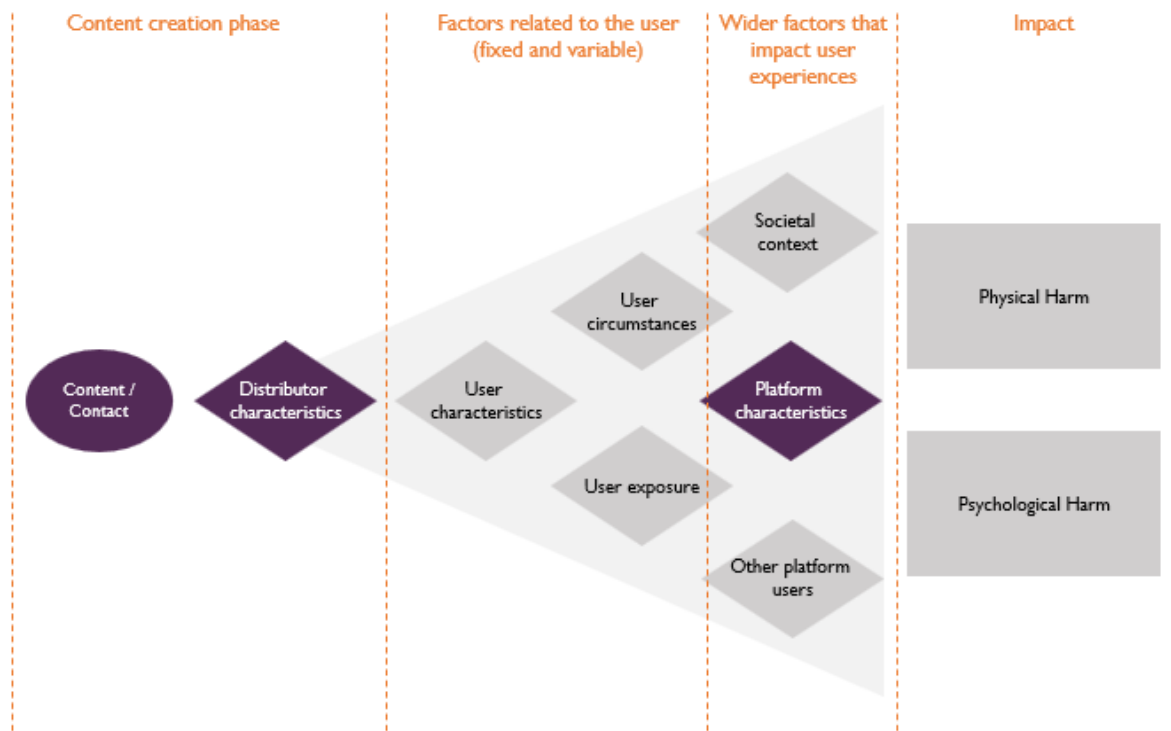 Content creation phase
Factors related to the user
(fixed and variable)
Wider factors that
impact user
experiences
Impact
Societal
context
User
circumstances
Physical Harm
Content /
Contact
Distributor
characteristics
User
characteristics
Platform
characteristics
User exposure
Psychological Harm
Other platform
users